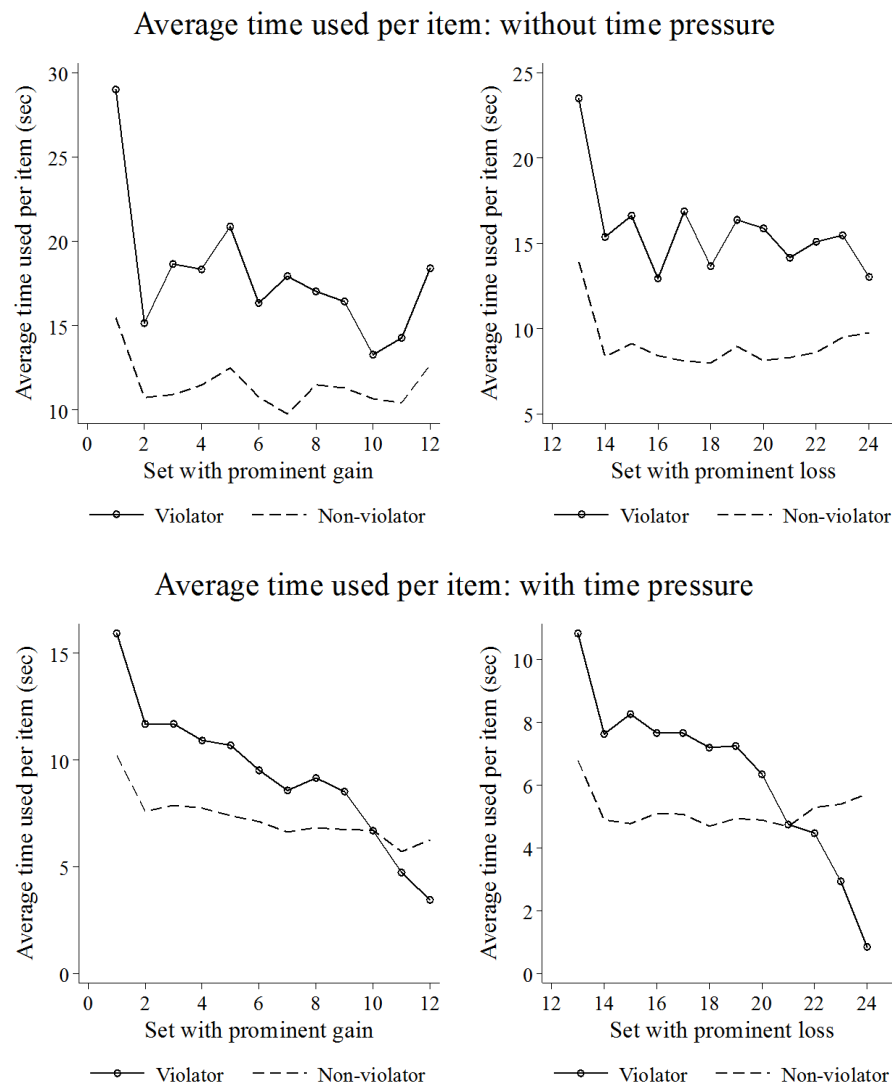 Average time used per item: without time pressure
Average time used per item (sec)
30
25
20
15
10
0 2 4 6 8 10 12
Set with prominent gain
Violator Non-violator
Average time used per item (sec)
25
20
15
10
5
12 14 16 18 20 22 24
Set with prominent loss
Violator Non-violator
Average time used per item: with time pressure
Average time used per item (sec)
15
10
5
0
0 2 4 6 8 10 12
Set with prominent gain
Violator Non-violator
Average time used per item (sec)
10
8
6
4
2
0
12 14 16 18 20 22 24
Set with prominent loss
Violator Non-violator